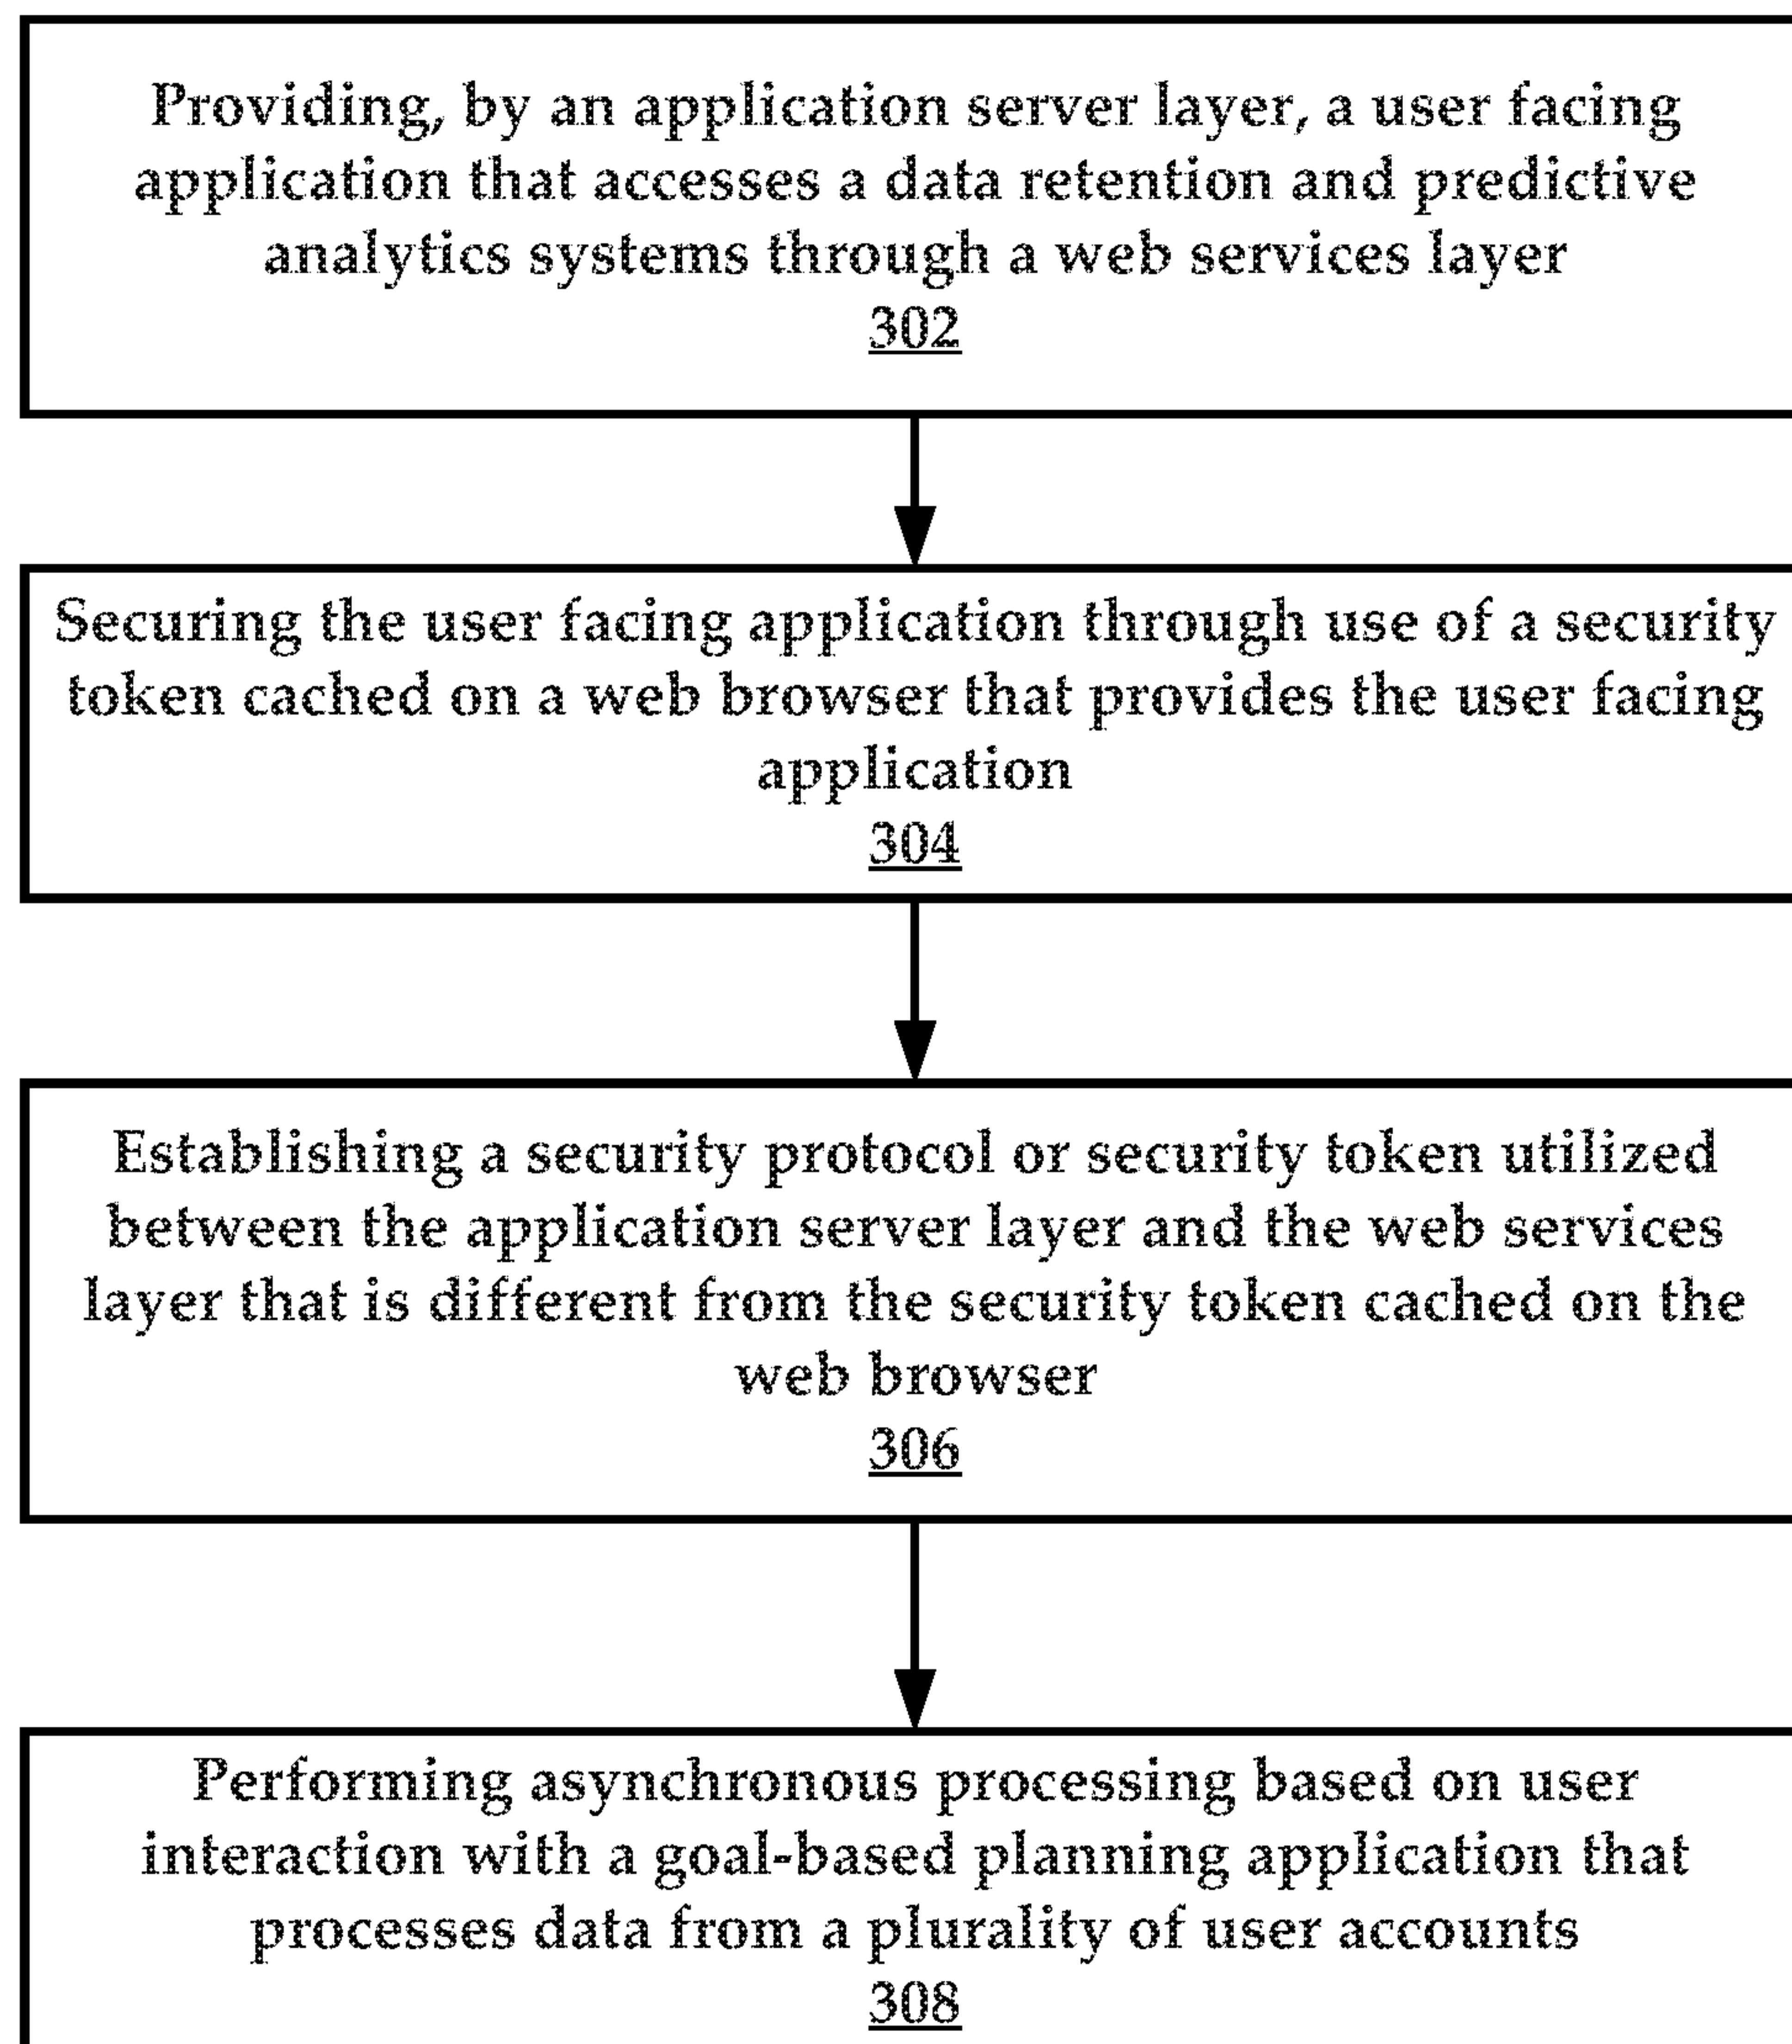 Providing, by an application server layer, a user facing
application that accesses a data retention and predictive
analytics systems through a web services layer
302
Securing the user facing application through use of a security
token cached on a web browser that provides the user facing
application
304
Establishing a security protocol or security token utilized
between the application server layer and the web services
layer that is different from the security token cached on the
web browser
306
Performing asynchronous processing based on user
interaction with a goal-based planning application that
processes data from a plurality of user accounts
308